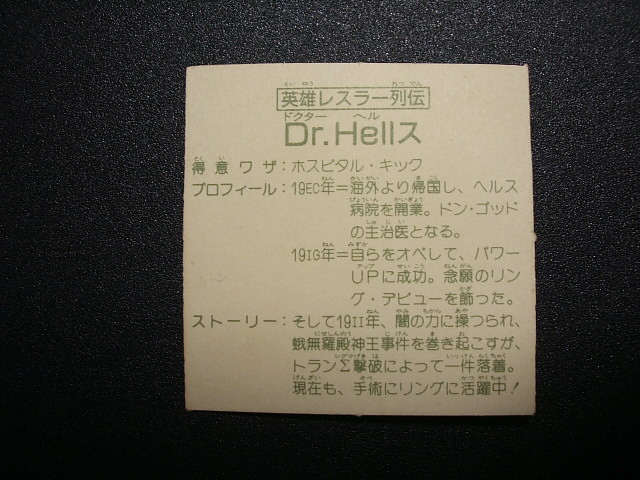 英雄レスラー列伝
Dr.Hellス
得意ワザ：ホスピタル・キック
プロフィール：19EC年＝海外より帰国し、ヘルス
病院を開業。ドン・ゴッド
の主治医となる。
19IG年＝自らをオペして、パワー
UPに成功。念願のリン
グ・デビューを飾った。
ストーリー：そして19II年、闇の力に操つられ、
蛾無羅殿神王事件を巻き起こすが、
トランΣ撃破によって一件落着。
現在も、手術にリングに活躍中！